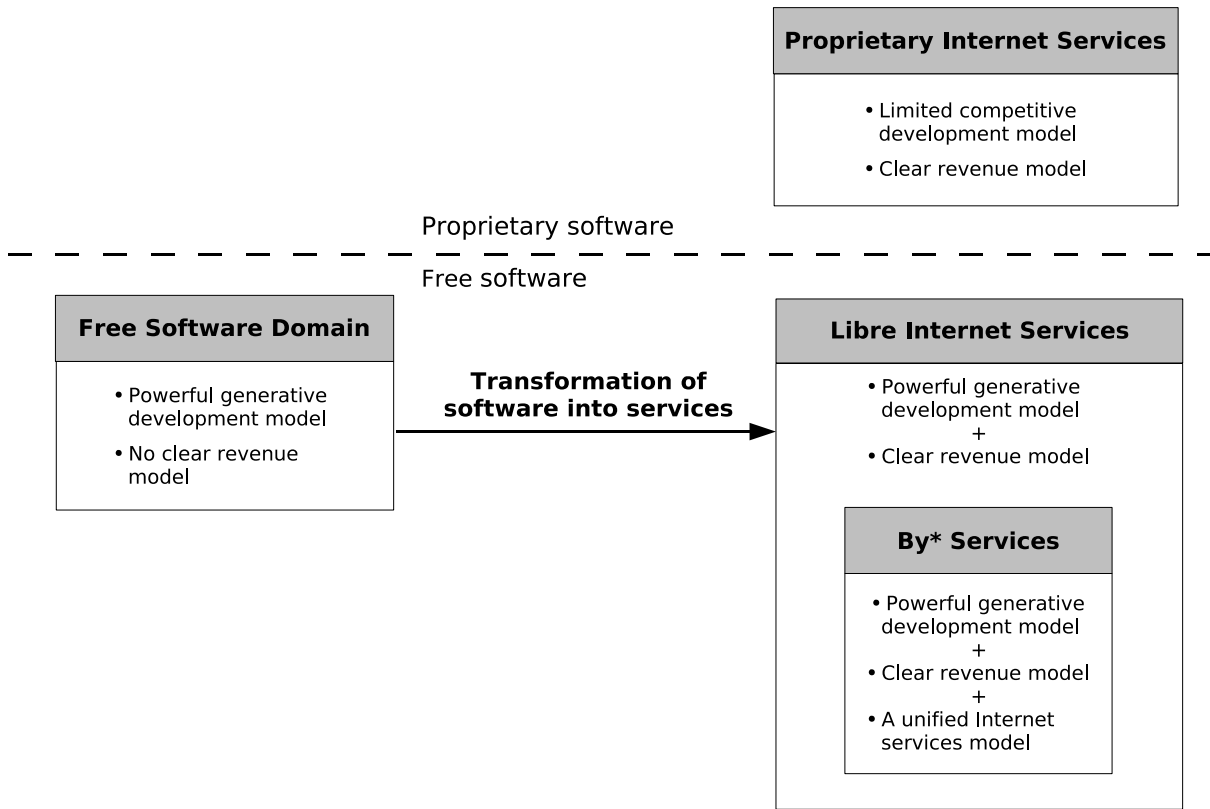 Proprietary Internet Services
• Limited competitive
development model
• Clear revenue model
Proprietary software
Free software
Free Software Domain
• Powerful generative
development model
• No clear revenue
model
Transformation of
software into services
Libre Internet Services
• Powerful generative
development model
+
• Clear revenue model
By* Services
• Powerful generative
development model
+
• Clear revenue model
+
• A unified Internet
services model